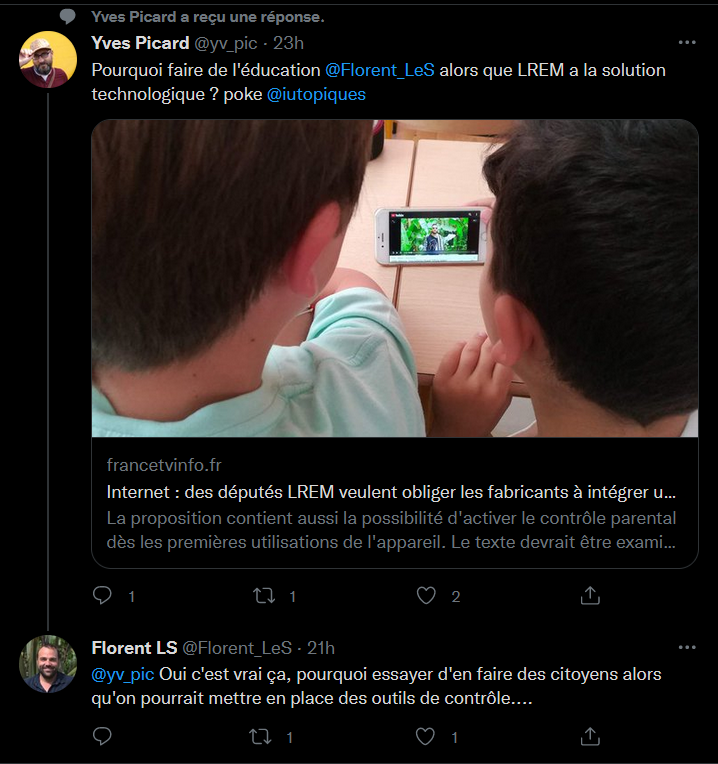 Yves Picard a reçu une réponse.
Yves Picard @yv_pic · 23h
Pourquoi faire de l'éducation @Florent_LeS alors que LREM a la solution
technologique ? poke @iutopiques
francetvinfo.fr
Internet : des députés LREM veulent obliger les fabricants à intégrer u...
La proposition contient aussi la possibilité d'activer le contrôle parental
dès les premières utilisations de l'appareil. Le texte devrait être exami...
1 1 2
Florent LS @Florent_LeS · 21h
@yv_pic Oui c'est vrai ça, pourquoi essayer d'en faire des citoyens alors
qu'on pourrait mettre en place des outils de contrôle....
1 1